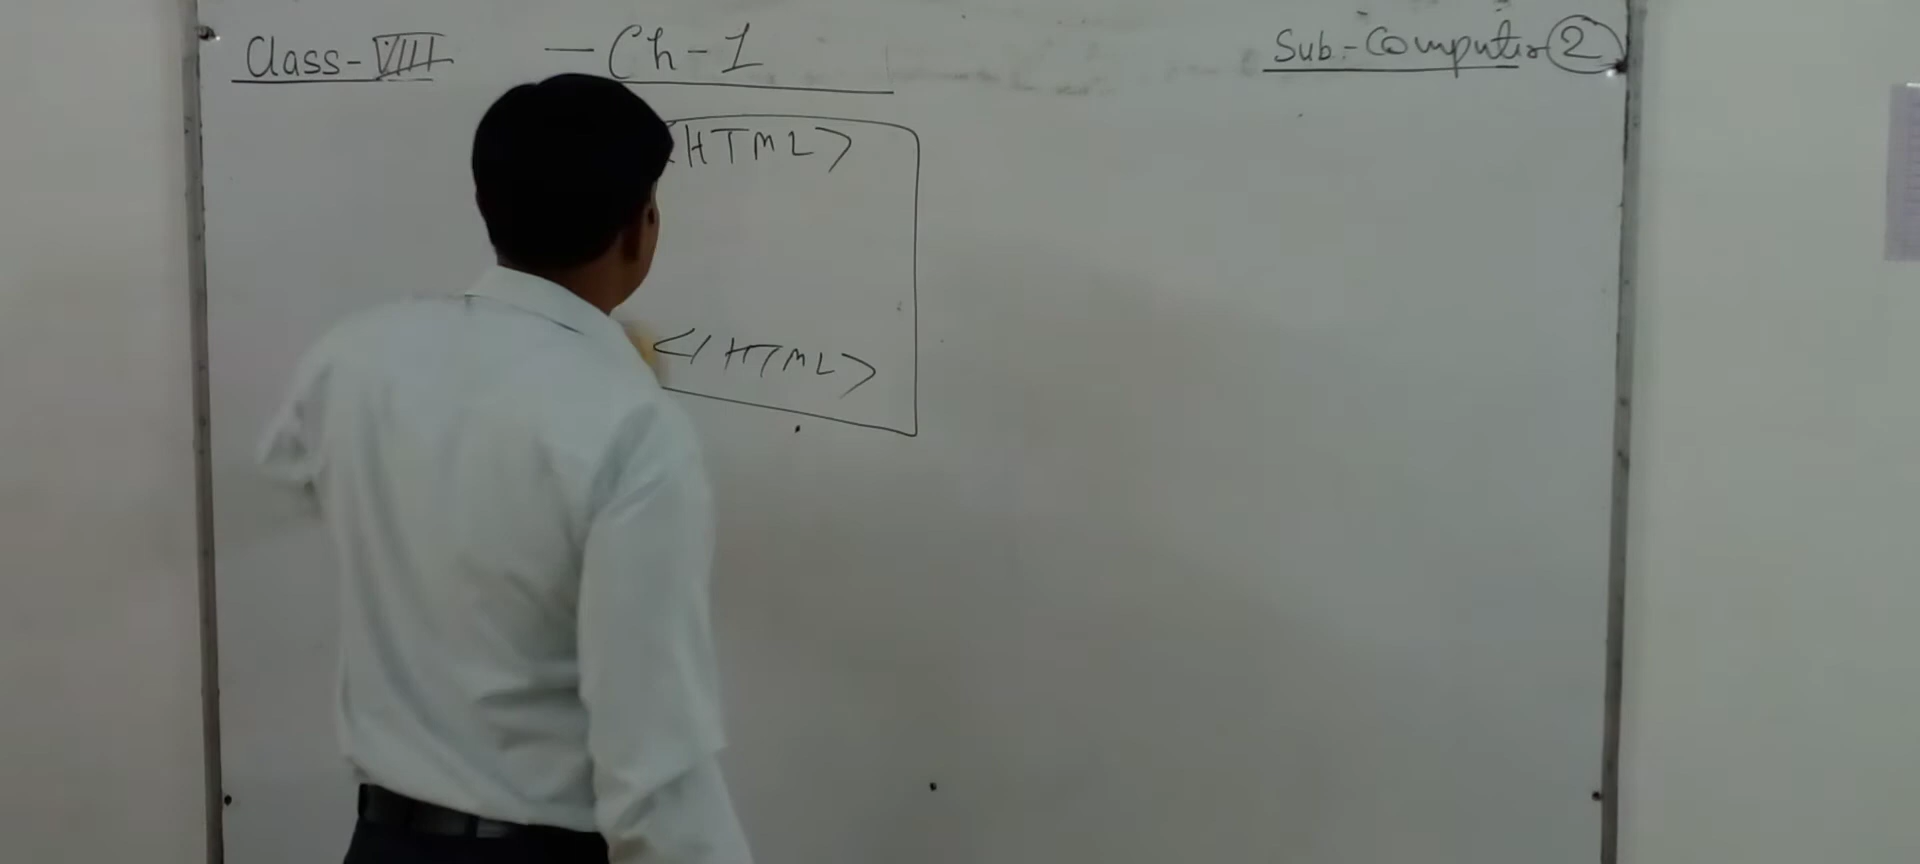 Class-VIII - Ch-1 Sub:- Computer 2
<HTML>
</HTML>